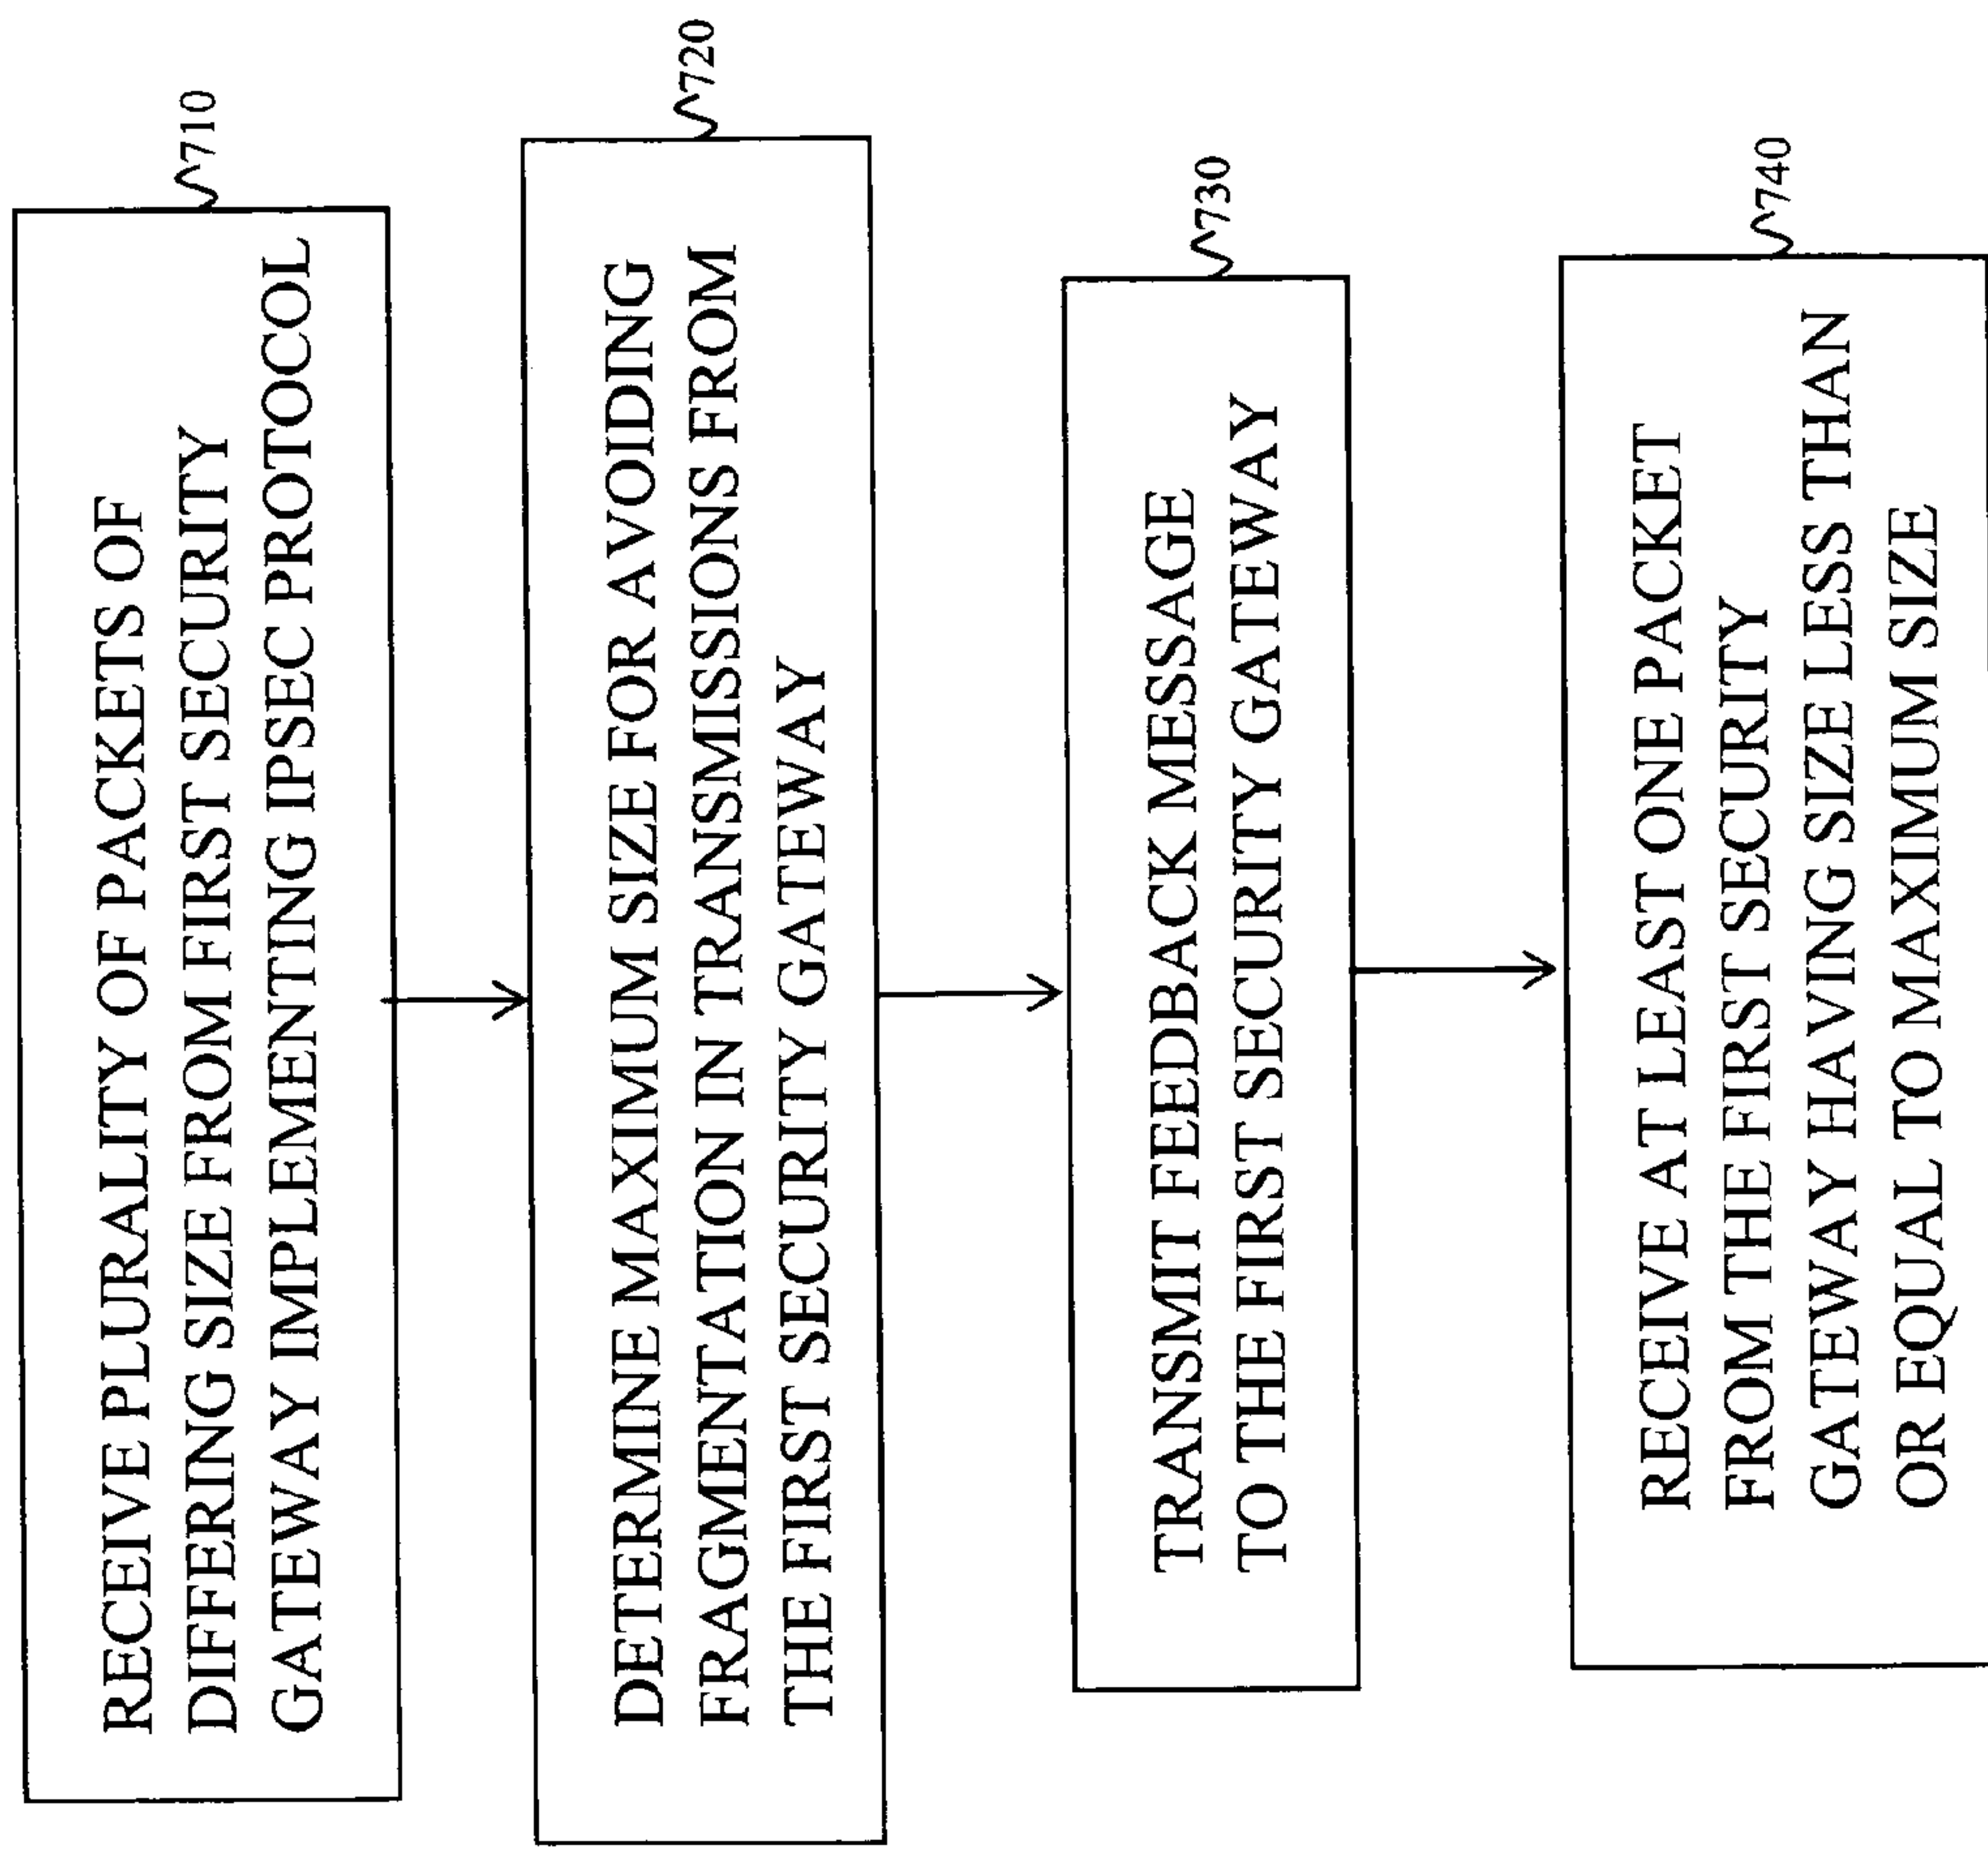 RECEIVE PLURALITY OF PACKETS OF
DIFFERING SIZE FROM FIRST SECURITY
GATEWAY IMPLEMENTING IPSEC PROTOCOL
710
DETERMINE MAXIMUM SIZE FOR AVOIDING
FRAGMENTATION IN TRANSMISSIONS FROM
THE FIRST SECURITY GATEWAY
720
TRANSMIT FEEDBACK MESSAGE
TO THE FIRST SECURITY GATEWAY
730
RECEIVE AT LEAST ONE PACKET
FROM THE FIRST SECURITY
GATEWAY HAVING SIZE LESS THAN
OR EQUAL TO MAXIMUM SIZE
740